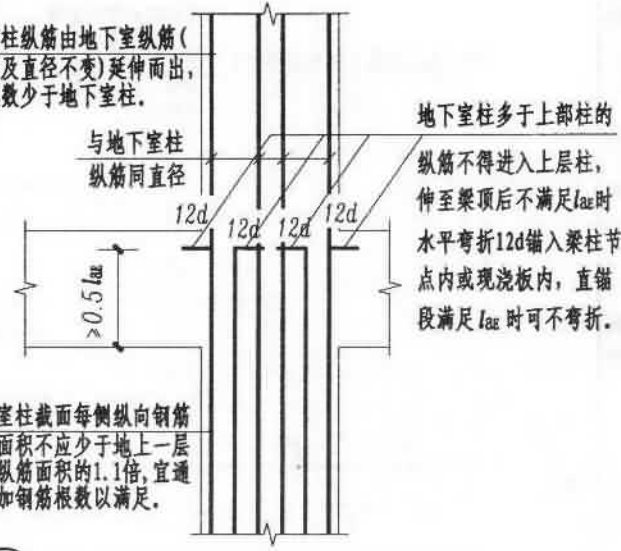 柱纵筋由地下室纵筋(
及直径不变)延伸而出,
数少于地下室柱.
与地下室柱
纵筋同直径
地下室柱多于上部柱的
纵筋不得进入上层柱,
伸至梁顶后不满足laE时
水平弯折12d锚入梁柱节
点内或现浇板内, 直锚
段满足laE时可不弯折.
12d
12d
12d
12d
≥0.5laE
室柱截面每侧纵向钢筋
面积不应少于地上一层
纵筋面积的1.1倍,宜通
加钢筋根数以满足.